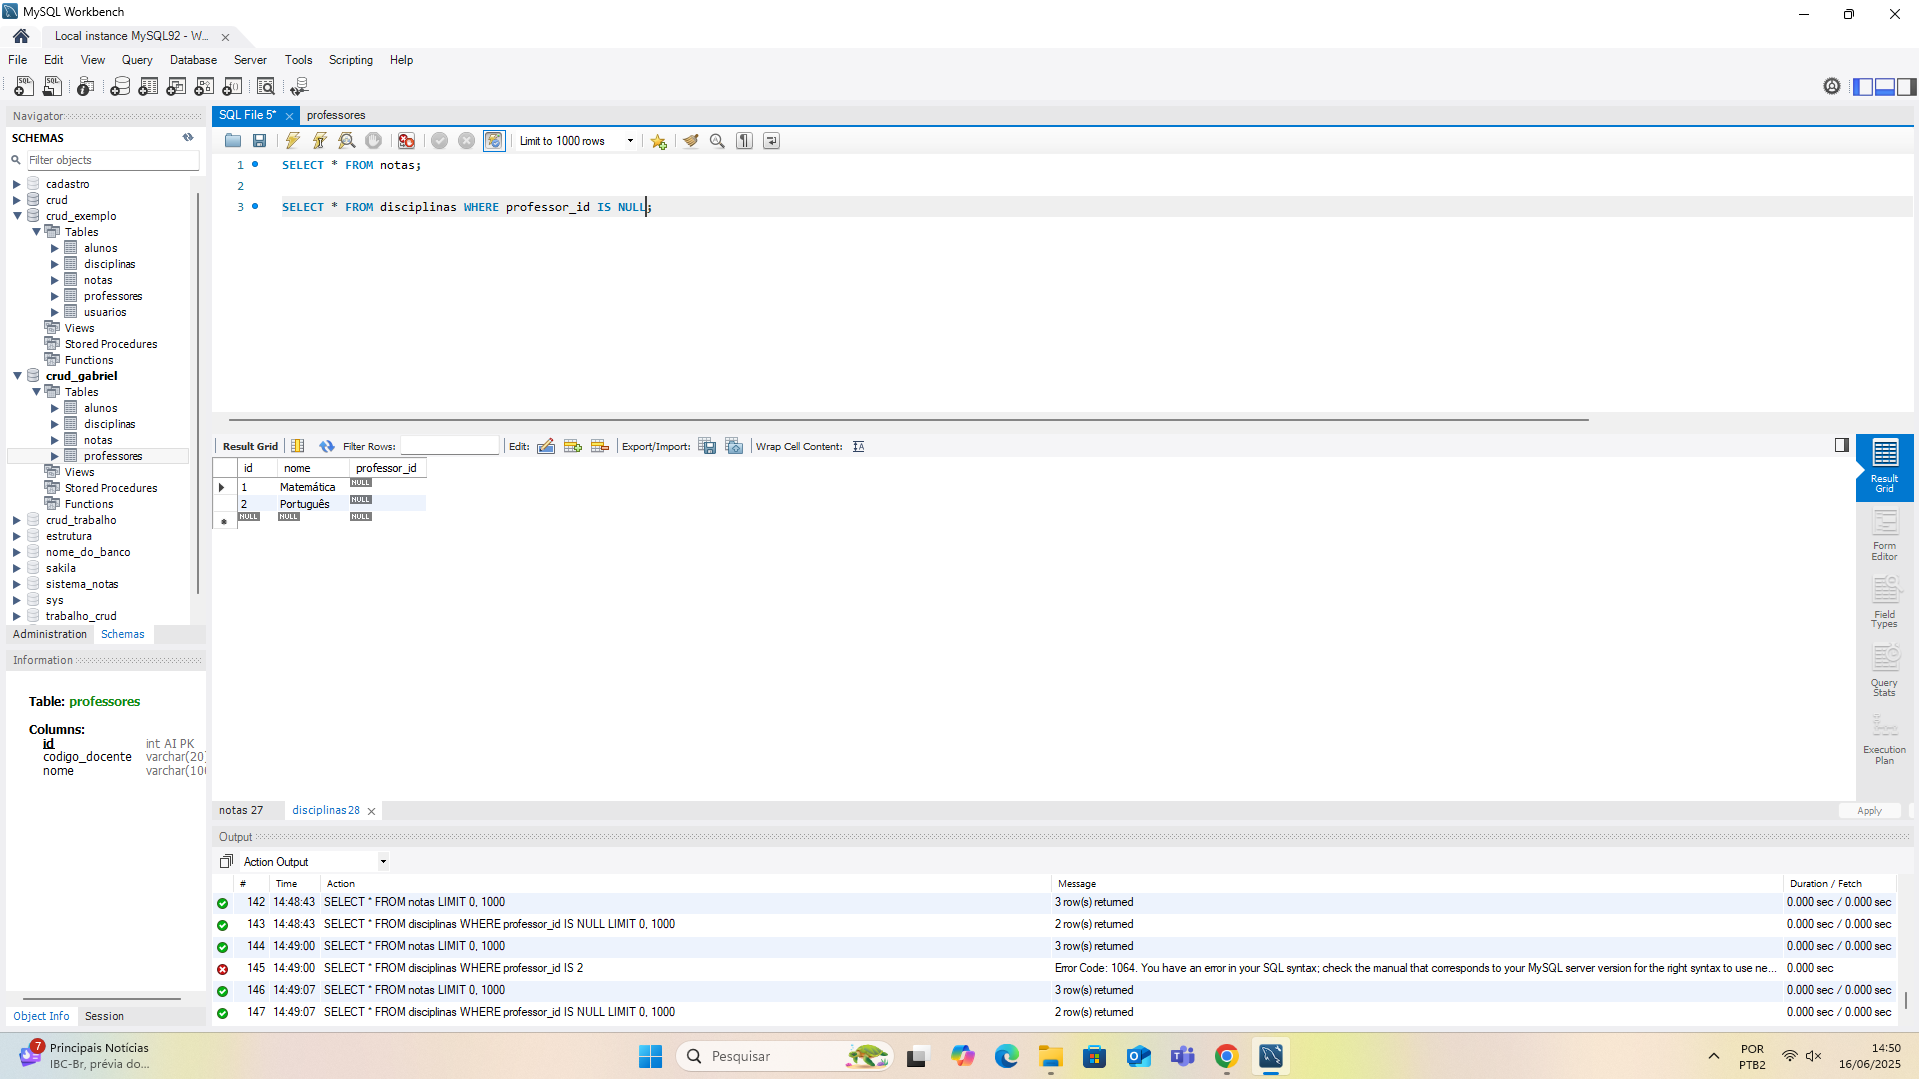 MySQL Workbench
Local instance MySQL92 - W...
File Edit View Query Database Server Tools Scripting Help
Navigator
SCHEMAS
Filter objects
cadastro
crud
crud_exemplo
Tables
alunos
disciplinas
notas
professores
usuarios
Views
Stored Procedures
Functions
crud_gabriel
Tables
alunos
disciplinas
notas
professores
Views
Stored Procedures
Functions
crud_trabalho
estrutura
nome_do_banco
sakila
sistema_notas
sys
trabalho_crud
Administration Schemas
Information
Table: professores
Columns:
id int AI PK
codigo_docente varchar(20)
nome varchar(10
Object Info Session
SQL File 5* professores
Limit to 1000 rows
1 SELECT * FROM notas;
2
3 SELECT * FROM disciplinas WHERE professor_id IS NULL;
Result Grid Filter Rows: Edit: Export/Import: Wrap Cell Content:
id nome professor_id
1 Matemática NULL
2 Português NULL
NULL NULL NULL
Result Grid
Form Editor
Field Types
Query Stats
Execution Plan
notas 27 disciplinas 28 Apply
Output
Action Output
# Time Action Message Duration / Fetch
142 14:48:43 SELECT * FROM notas LIMIT 0, 1000 3 row(s) returned 0.000 sec / 0.000 sec
143 14:48:43 SELECT * FROM disciplinas WHERE professor_id IS NULL LIMIT 0, 1000 2 row(s) returned 0.000 sec / 0.000 sec
144 14:49:00 SELECT * FROM notas LIMIT 0, 1000 3 row(s) returned 0.000 sec / 0.000 sec
145 14:49:00 SELECT * FROM disciplinas WHERE professor_id IS 2 Error Code: 1064. You have an error in your SQL syntax; check the manual that corresponds to your MySQL server version for the right syntax to use ne... 0.000 sec
146 14:49:07 SELECT * FROM notas LIMIT 0, 1000 3 row(s) returned 0.000 sec / 0.000 sec
147 14:49:07 SELECT * FROM disciplinas WHERE professor_id IS NULL LIMIT 0, 1000 2 row(s) returned 0.000 sec / 0.000 sec
7 Principais Notícias
IBC-Br, prévia do...
Pesquisar
POR
PTB2
14:50
16/06/2025